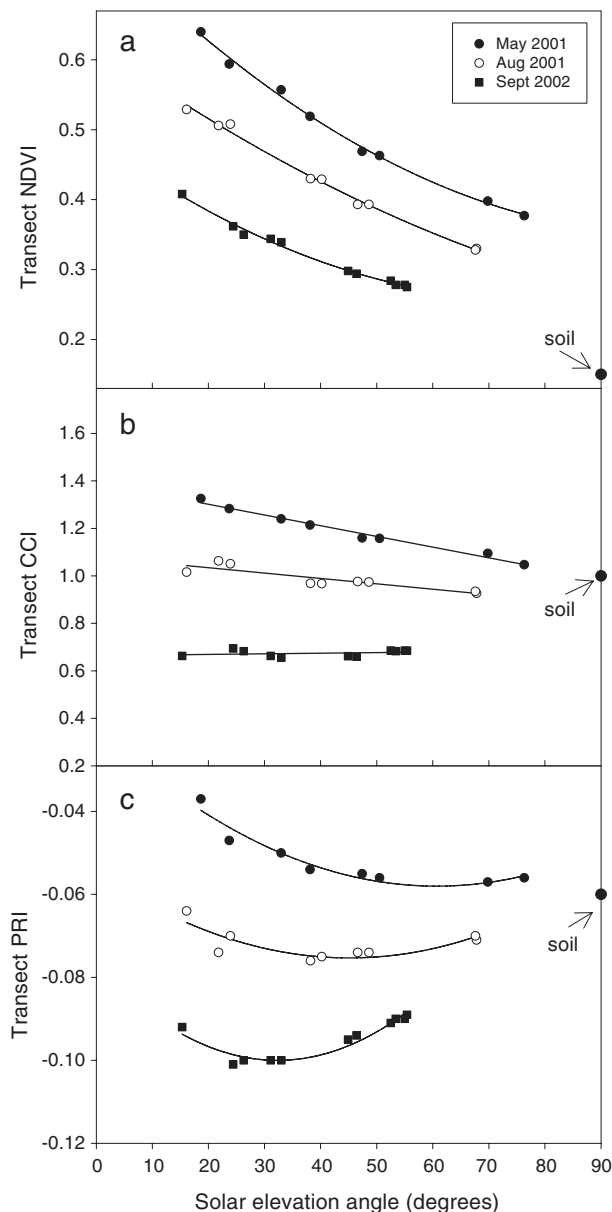 a
May 2001
Aug 2001
Sept 2002
0.6
0.5
0.4
0.3
0.2
Transect NDVI
soil
b
1.6
1.4
1.2
1.0
0.8
0.6
0.4
0.2
Transect CCI
soil
c
-0.04
-0.06
-0.08
-0.10
-0.12
Transect PRI
soil
0 10 20 30 40 50 60 70 80 90
Solar elevation angle (degrees)